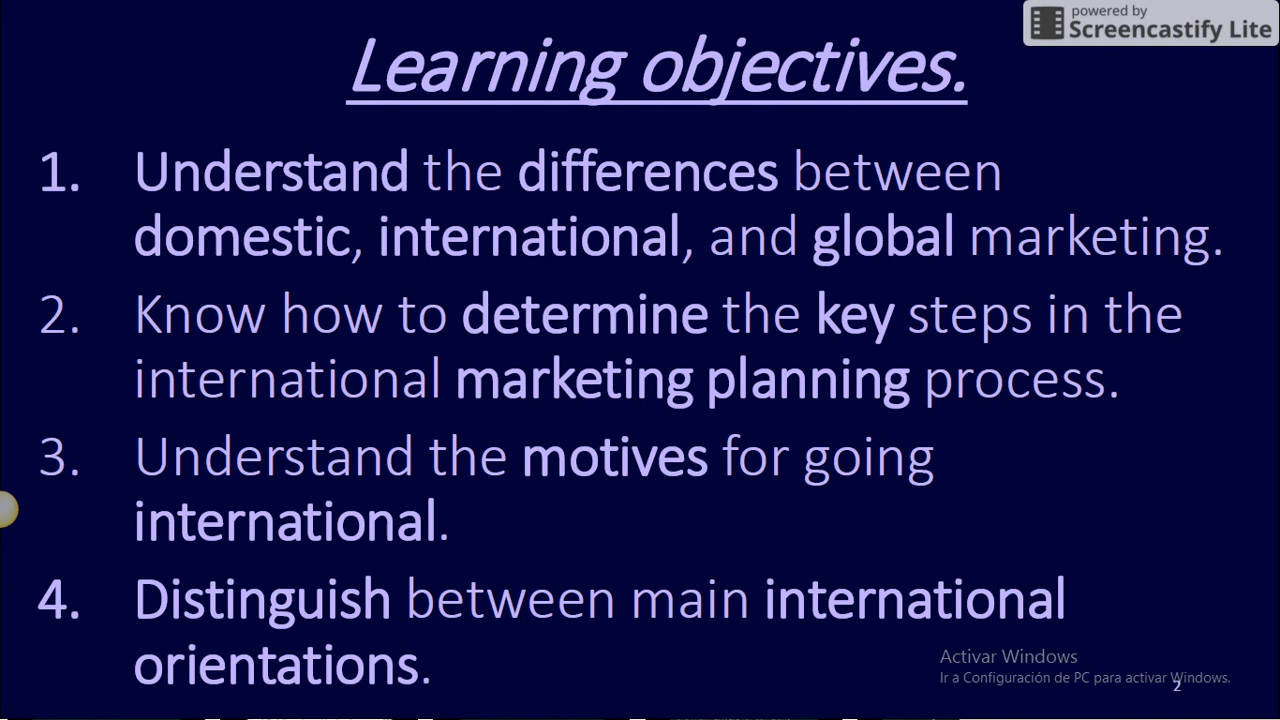 powered by
Screencastify Lite
Learning objectives.
1. Understand the differences between
domestic, international, and global marketing.
2. Know how to determine the key steps in the
international marketing planning process.
3. Understand the motives for going
international.
4. Distinguish between main international
orientations.
Activar Windows
Ir a Configuración de PC para activar Windows.
2